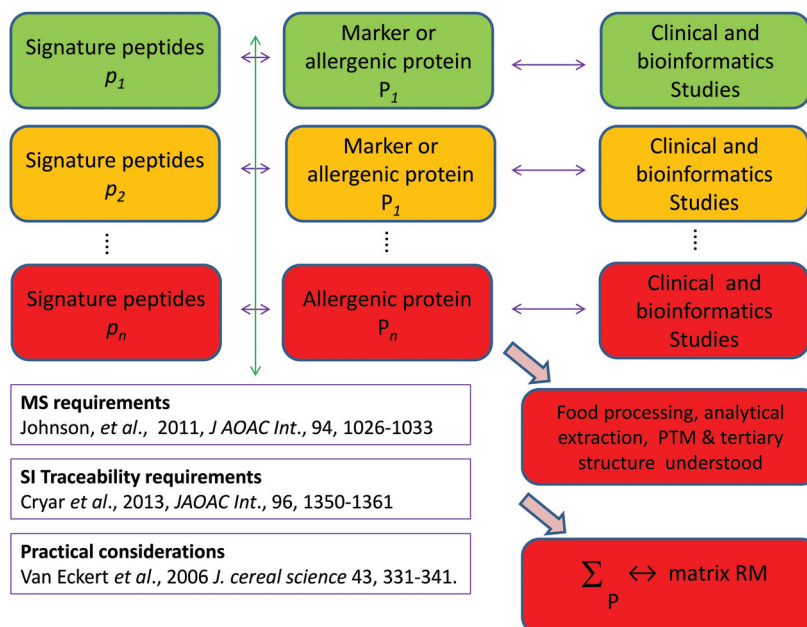 Signature peptides
p1
Marker or
allergenic protein
P1
Clinical and
bioinformatics
Studies
Signature peptides
p2
Marker or
allergenic protein
P1
Clinical and
bioinformatics
Studies
Signature peptides
pn
Allergenic protein
Pn
Clinical and
bioinformatics
Studies
MS requirements
Johnson, et al., 2011, J AOAC Int., 94, 1026-1033
SI Traceability requirements
Cryar et al., 2013, JAOAC Int., 96, 1350-1361
Practical considerations
Van Eckert et al., 2006 J. cereal science 43, 331-341.
Food processing, analytical
extraction, PTM & tertiary
structure understood
∑P ↔ matrix RM